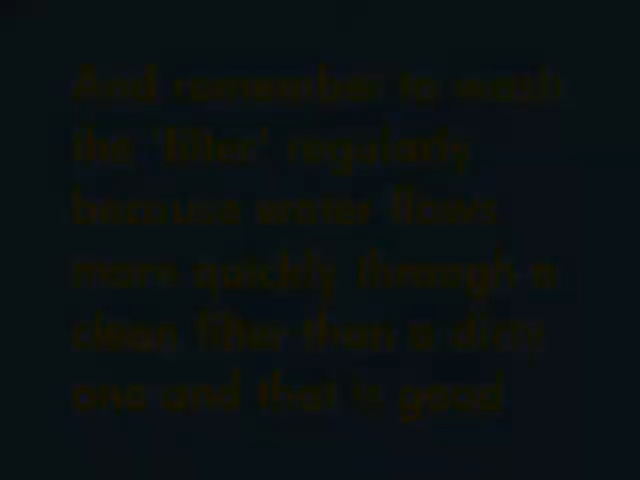 And remember to wash
the 'filter' regularly
because water flows
more quickly through a
clean filter than a dirty
one and that is good